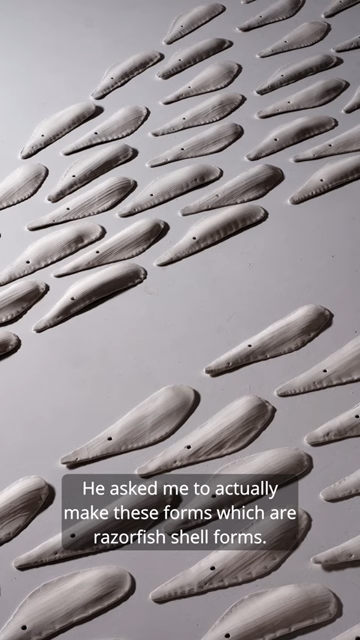 He asked me to actually
make these forms which are
razorfish shell forms.